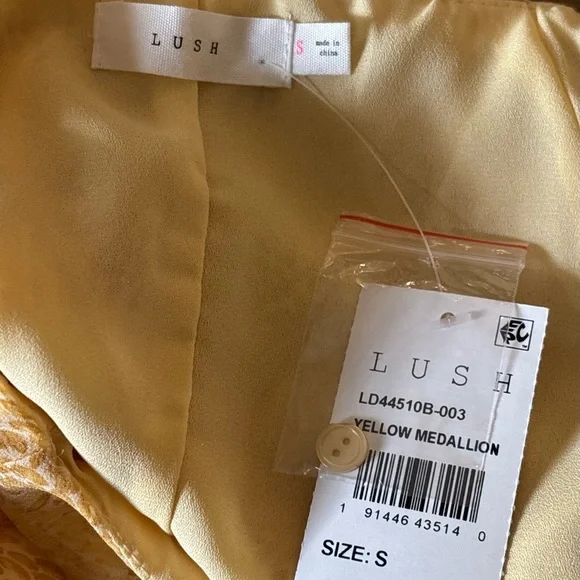 LUSH
S
made in
china
LUSH
LD44510B-003
YELLOW MEDALLION
1 91446 43514 0
SIZE: S